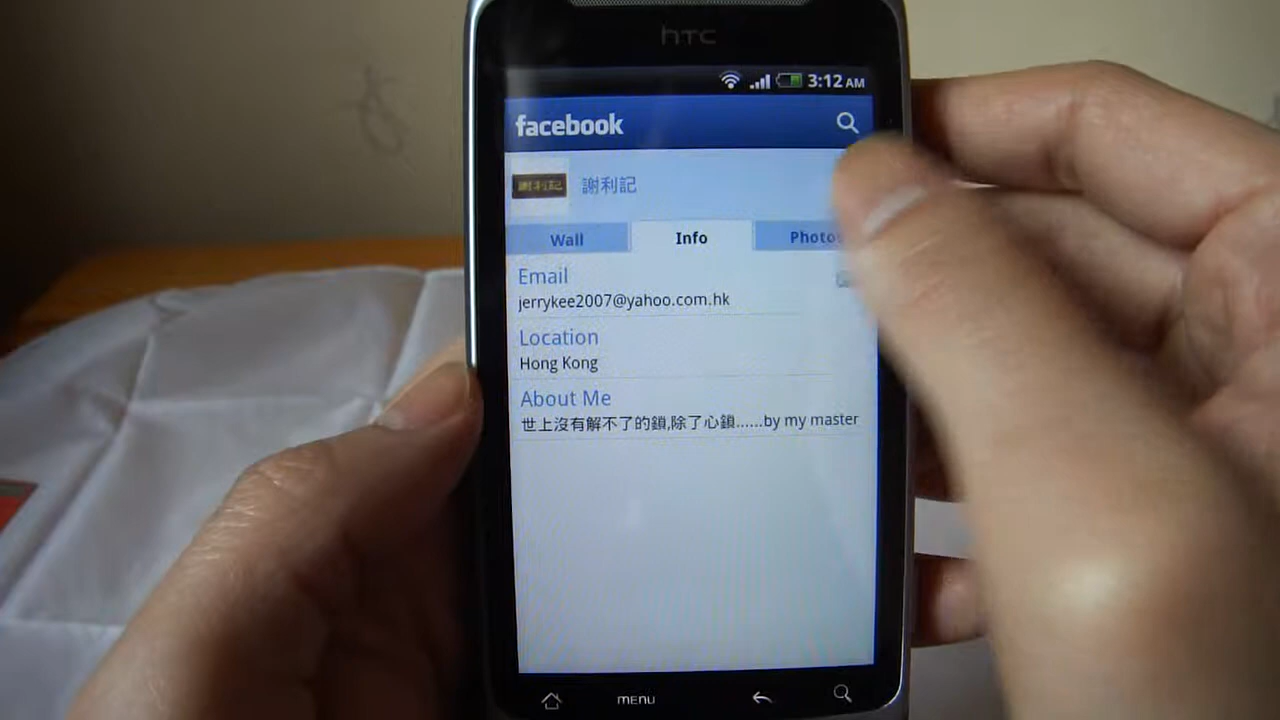 htc
3:12 AM
facebook
謝利記
謝利記
Wall
Info
Photos
Email
jerrykee2007@yahoo.com.hk
Location
Hong Kong
About Me
世上沒有解不了的鎖,除了心鎖......by my master
MENU